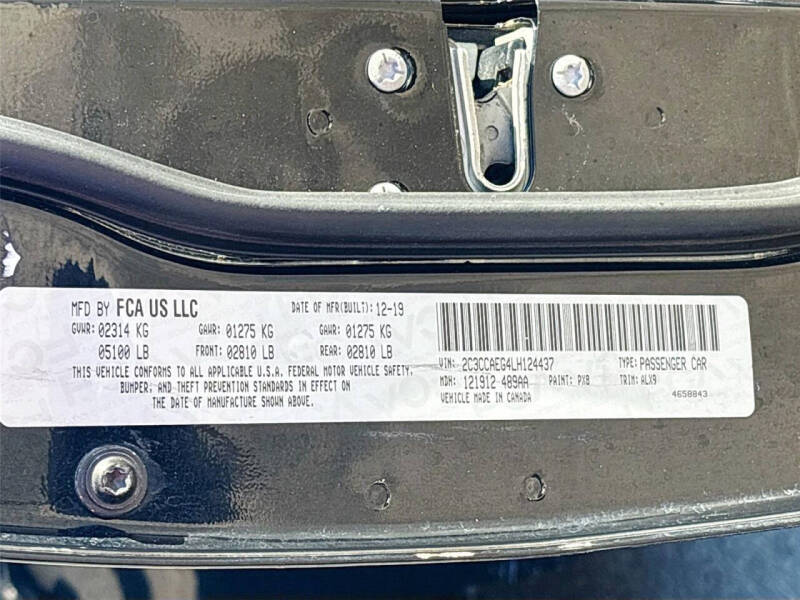 MFD BY FCA US LLC DATE OF MFR(BUILT): 12-19
GVWR: 02314 KG GAWR: 01275 KG GAWR: 01275 KG
05100 LB FRONT: 02810 LB REAR: 02810 LB
THIS VEHICLE CONFORMS TO ALL APPLICABLE U.S.A. FEDERAL MOTOR VEHICLE SAFETY,
BUMPER, AND THEFT PREVENTION STANDARDS IN EFFECT ON
THE DATE OF MANUFACTURE SHOWN ABOVE.
VIN: 2C3CCAEG4LH124437 TYPE: PASSENGER CAR
MDH: 121912 489AA PAINT: PX8 TRIM: ALX9
VEHICLE MADE IN CANADA 4658843